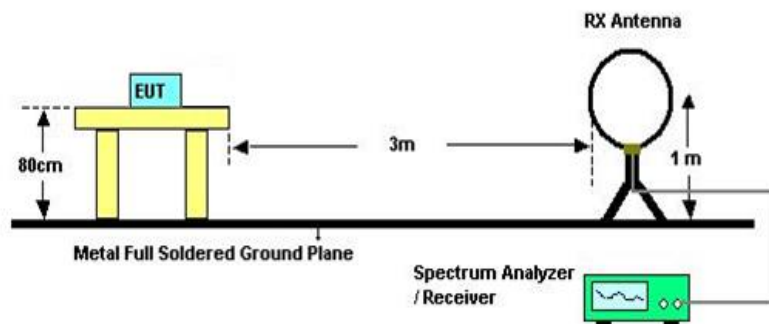 RX Antenna
EUT
3m
80cm
1 m
Metal Full Soldered Ground Plane
Spectrum Analyzer
/ Receiver